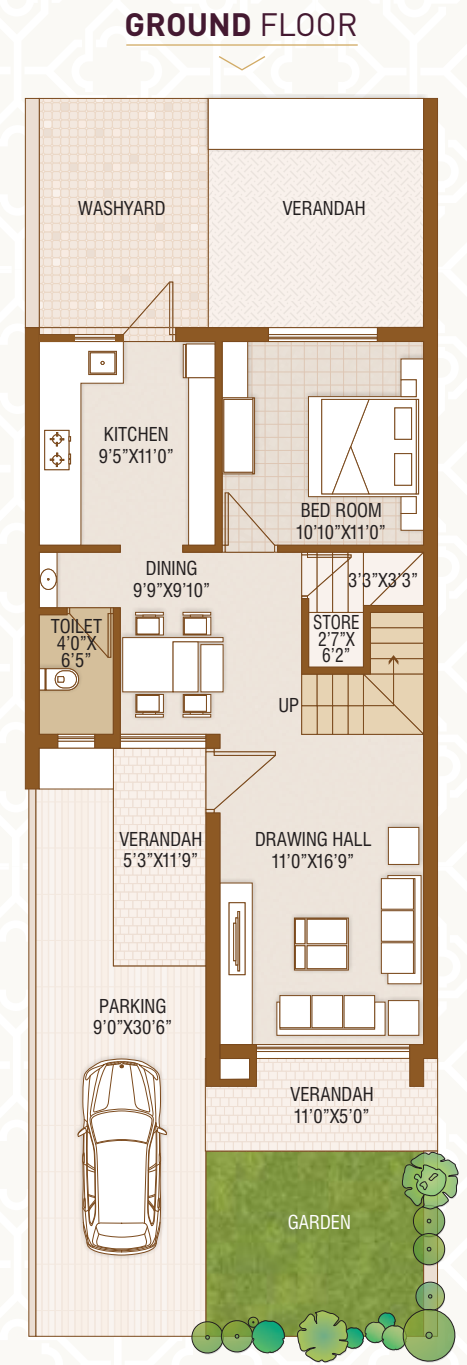 GROUND FLOOR
WASHYARD
VERANDAH
KITCHEN
9'5"X11'0"
BED ROOM
10'10"X11'0"
DINING
9'9"X9'10"
3'3"X3'3"
STORE
2'7"X
6'2"
TOILET
4'0"X
6'5"
UP
VERANDAH
5'3"X11'9"
DRAWING HALL
11'0"X16'9"
PARKING
9'0"X30'6"
VERANDAH
11'0"X5'0"
GARDEN